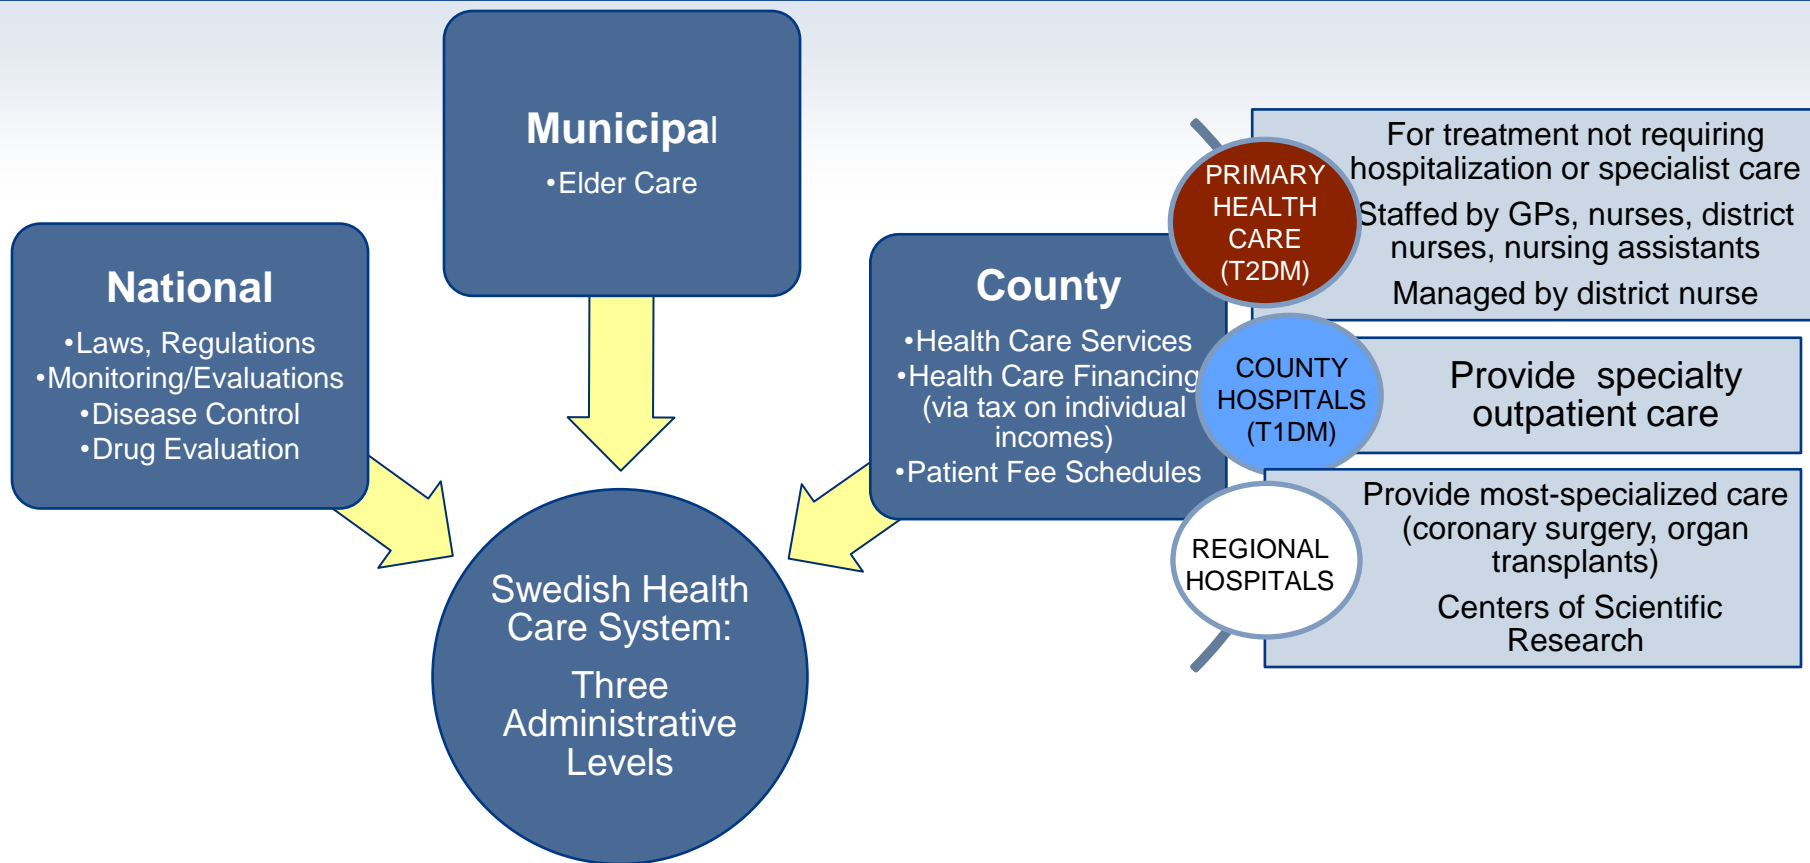 Municipal
•Elder Care
National
•Laws, Regulations
•Monitoring/Evaluations
•Disease Control
•Drug Evaluation
County
•Health Care Services
•Health Care Financing
(via tax on individual
incomes)
•Patient Fee Schedules
Swedish Health
Care System:
Three
Administrative
Levels
PRIMARY
HEALTH
CARE
(T2DM)
For treatment not requiring
hospitalization or specialist care
Staffed by GPs, nurses, district
nurses, nursing assistants
Managed by district nurse
COUNTY
HOSPITALS
(T1DM)
Provide specialty
outpatient care
REGIONAL
HOSPITALS
Provide most-specialized care
(coronary surgery, organ
transplants)
Centers of Scientific
Research